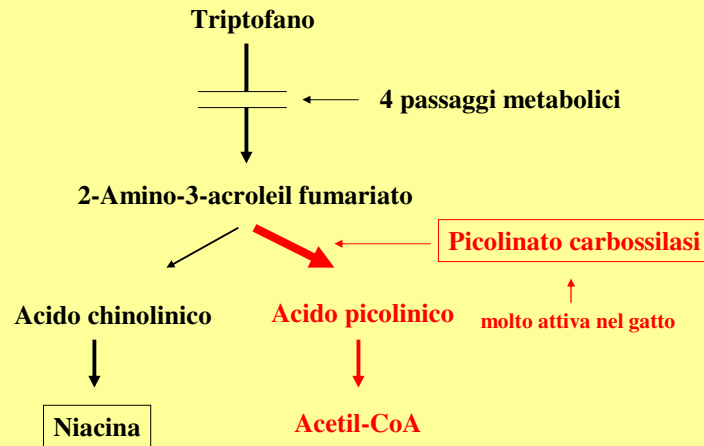 Triptofano
4 passaggi metabolici
2-Amino-3-acroleil fumariato
Picolinato carbossilasi
Acido chinolinico
Acido picolinico
molto attiva nel gatto
Niacina
Acetil-CoA